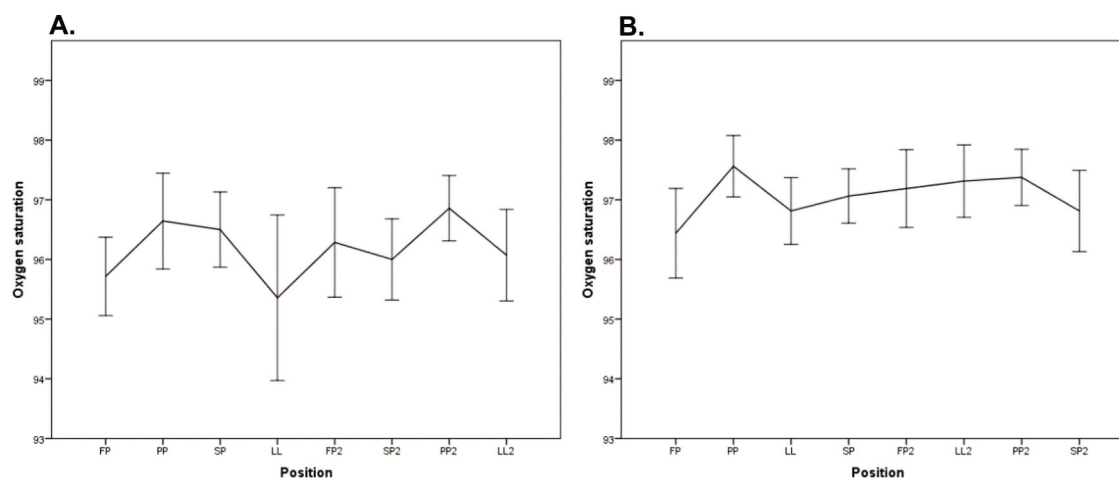 A.
99
98
97
96
95
94
93
Oxygen saturation
FP PP SP LL FP2 SP2 PP2 LL2
Position
B.
99
98
97
96
95
94
93
Oxygen saturation
FP PP LL SP FP2 LL2 PP2 SP2
Position